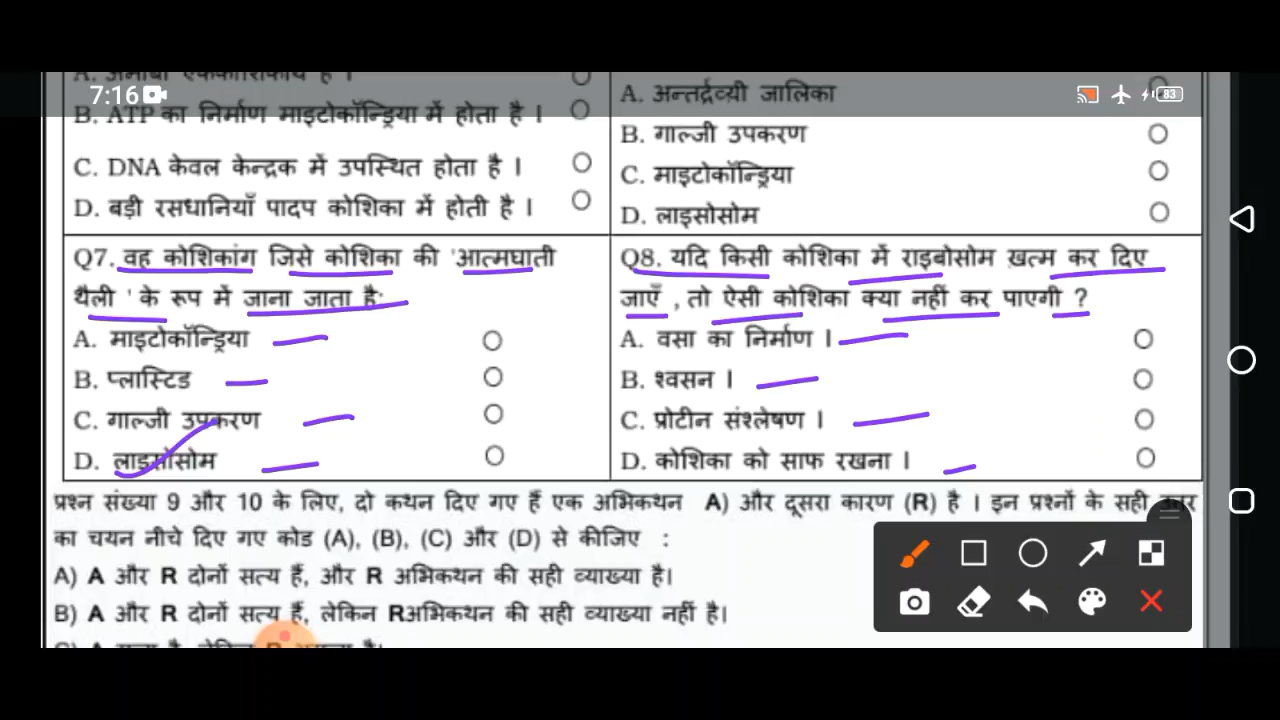 7:16
83
B. ATP का निर्माण माइटोकॉन्ड्रिया में होता है ।
C. DNA केवल केन्द्रक में उपस्थित होता है ।
D. बड़ी रसधानियाँ पादप कोशिका में होती है ।
A. अन्तर्द्रव्यी जालिका
B. गाल्जी उपकरण
C. माइटोकॉन्ड्रिया
D. लाइसोसोम
Q7. वह कोशिकांग जिसे कोशिका की 'आत्मघाती
थैली ' के रूप में जाना जाता है:
A. माइटोकॉन्ड्रिया
B. प्लास्टिड
C. गाल्जी उपकरण
D. लाइसोसोम
Q8. यदि किसी कोशिका में राइबोसोम ख़त्म कर दिए
जाएँ , तो ऐसी कोशिका क्या नहीं कर पाएगी ?
A. वसा का निर्माण ।
B. श्वसन ।
C. प्रोटीन संश्लेषण ।
D. कोशिका को साफ रखना ।
प्रश्न संख्या 9 और 10 के लिए, दो कथन दिए गए हैं एक अभिकथन A) और दूसरा कारण (R) है । इन प्रश्नों के सही उत्तर
का चयन नीचे दिए गए कोड (A), (B), (C) और (D) से कीजिए :
A) A और R दोनों सत्य हैं, और R अभिकथन की सही व्याख्या है।
B) A और R दोनों सत्य हैं, लेकिन Rअभिकथन की सही व्याख्या नहीं है।